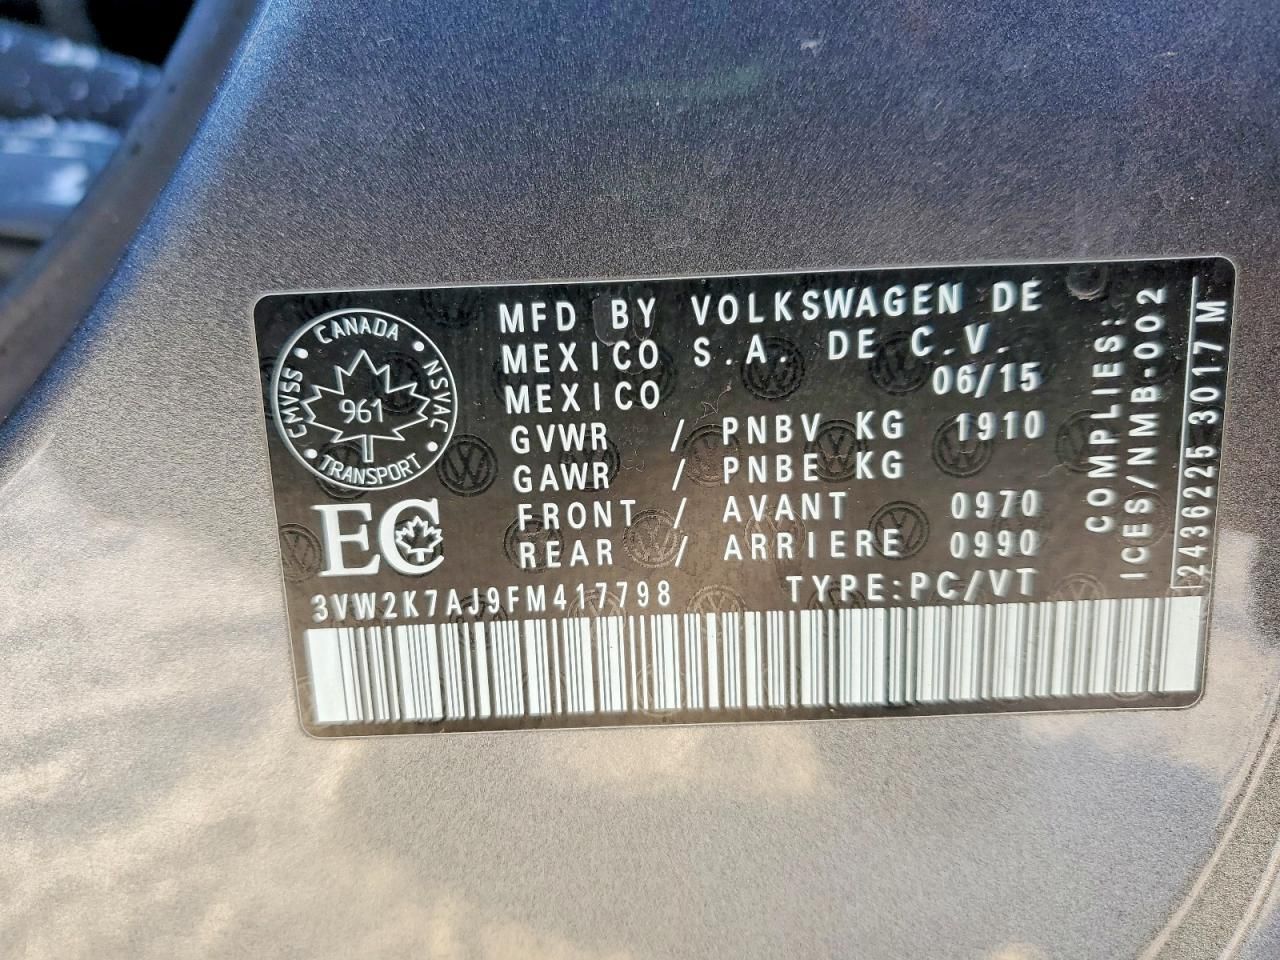 MFD BY VOLKSWAGEN DE
MEXICO S.A. DE C.V.
MEXICO 06/15
GVWR / PNBV KG 1910
GAWR / PNBE KG
FRONT / AVANT 0970
REAR / ARRIERE 0990
CANADA
NSVAC
TRANSPORT
CMVSS
961
EC
3VW2K7AJ9FM417798 TYPE:PC/VT
COMPLIES:
ICES/NMB-002
2436225 3017 M